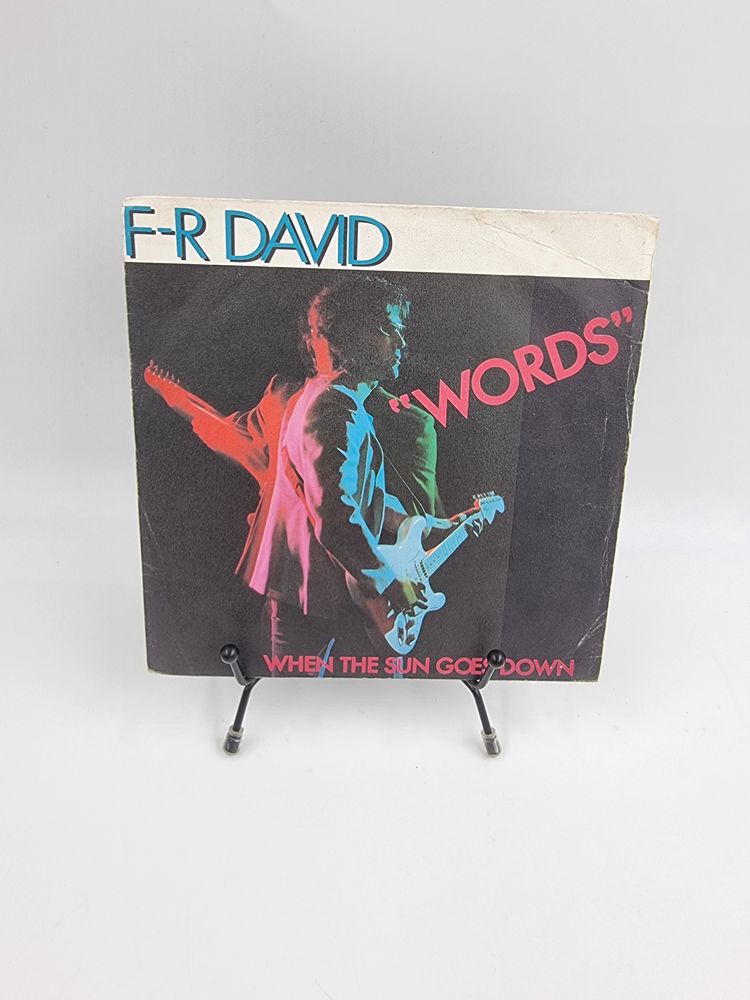 F-R DAVID
"WORDS"
WHEN THE SUN GOES DOWN